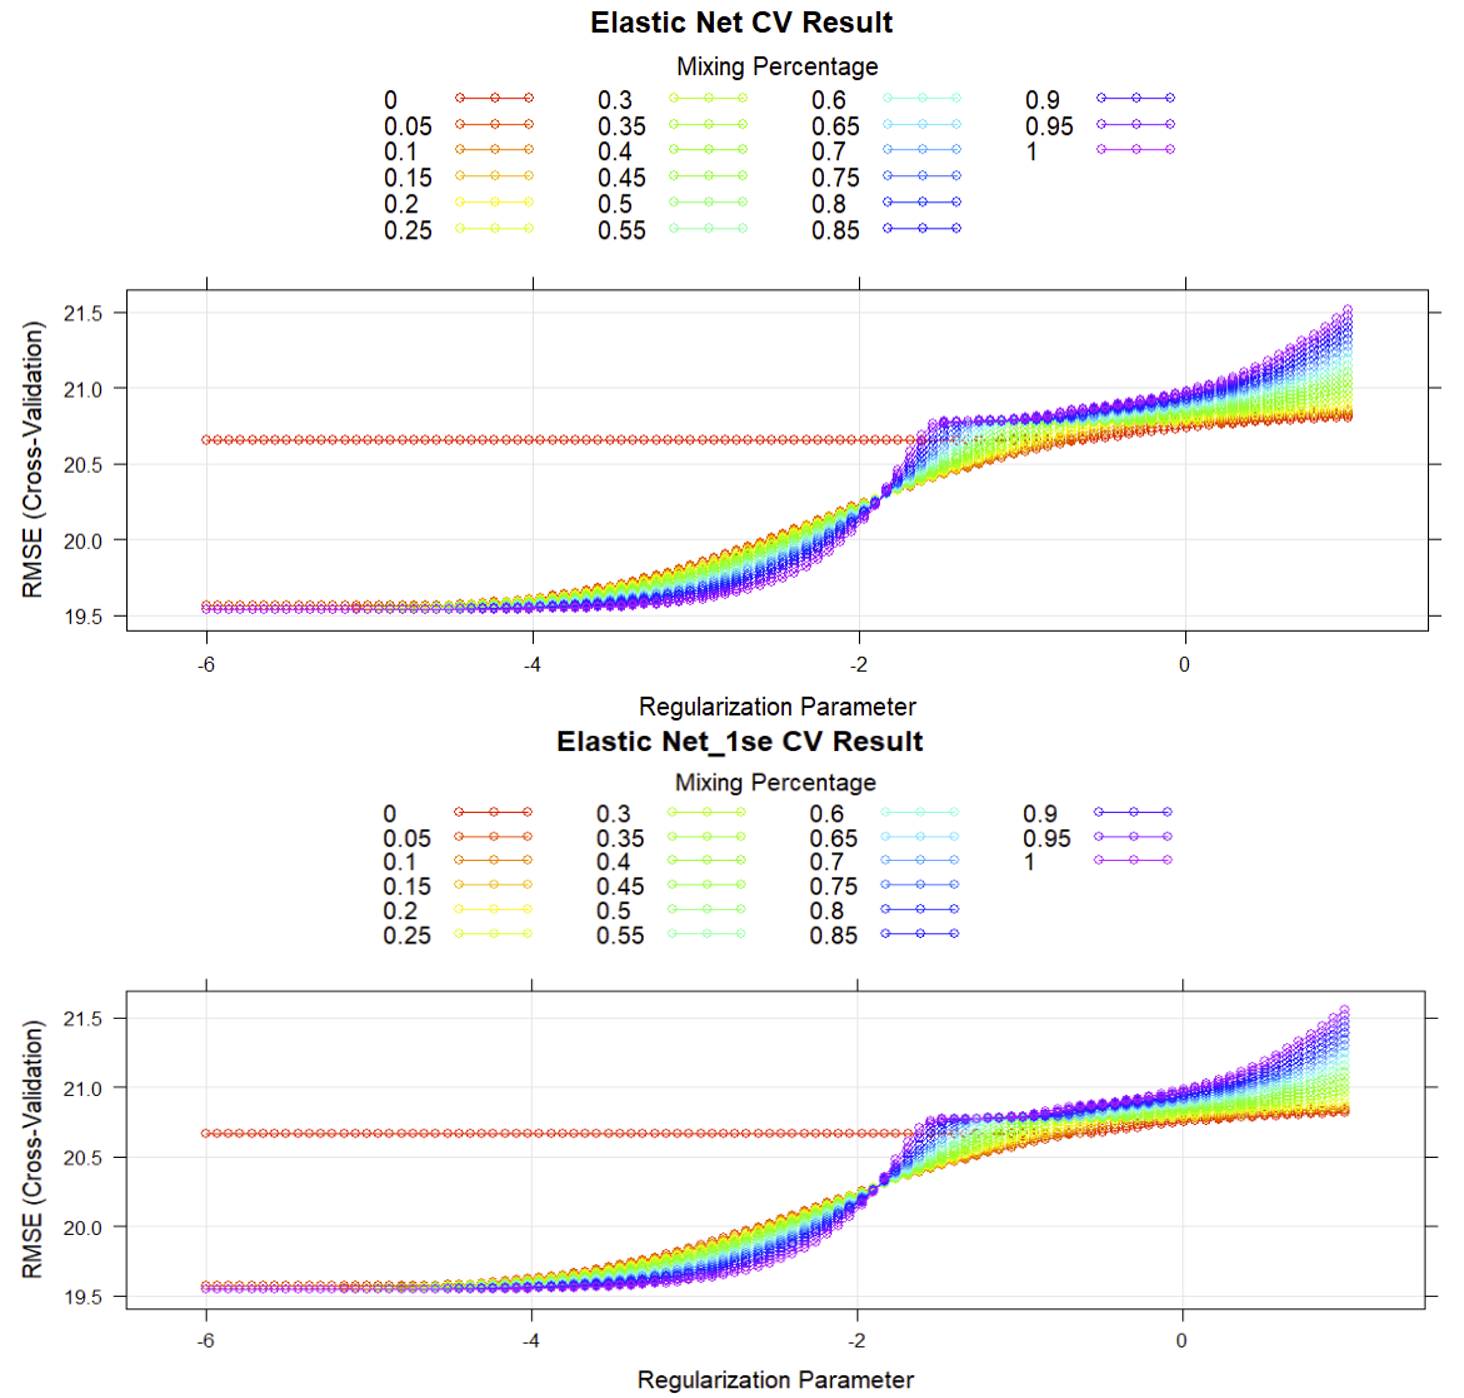 Elastic Net CV Result
Mixing Percentage
0 0.3 0.6 0.9
0.05 0.35 0.65 0.95
0.1 0.4 0.7 1
0.15 0.45 0.75
0.2 0.5 0.8
0.25 0.55 0.85
RMSE (Cross-Validation)
21.5
21.0
20.5
20.0
19.5
-6 -4 -2 0
Regularization Parameter
Elastic Net_1se CV Result
Mixing Percentage
0 0.3 0.6 0.9
0.05 0.35 0.65 0.95
0.1 0.4 0.7 1
0.15 0.45 0.75
0.2 0.5 0.8
0.25 0.55 0.85
RMSE (Cross-Validation)
21.5
21.0
20.5
20.0
19.5
-6 -4 -2 0
Regularization Parameter